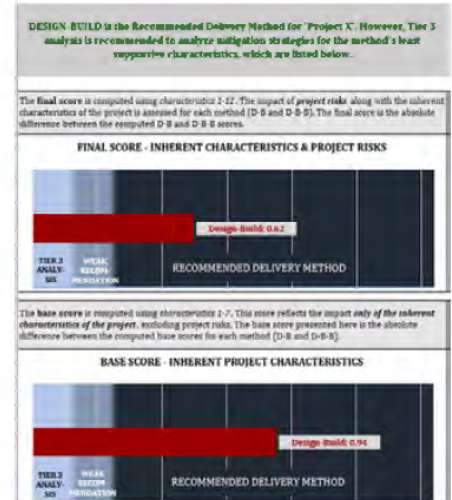 DESIGN-BUILD is the Recommended Delivery Method for 'Project X'. However, Tier 3
analysis is recommended to analyze mitigation strategies for the method's least
supportive characteristics, which are listed below.
The final score is computed using characteristics 1-12. The impact of project risks along with the inherent
characteristics of the project is assessed for each method (D-B and D-B-B). The final score is the absolute
difference between the computed D-B and D-B-B scores.
FINAL SCORE - INHERENT CHARACTERISTICS & PROJECT RISKS
Design-Build: 0.62
TIER 3
ANALY-
SIS
WEAK
RECOM-
MENDATION
RECOMMENDED DELIVERY METHOD
The base score is computed using characteristics 1-7. This score reflects the impact only of the inherent
characteristics of the project, excluding project risks. The base score presented here is the absolute
difference between the computed base scores for each method (D-B and D-B-B).
BASE SCORE - INHERENT PROJECT CHARACTERISTICS
Design-Build: 0.94
TIER 3
ANALY-
SIS
WEAK
RECOM
MENDATION
RECOMMENDED DELIVERY METHOD